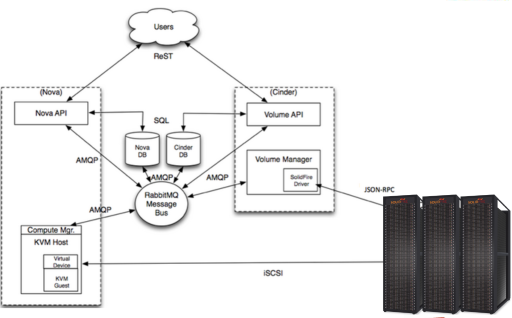 Users
ReST
(Nova)
(Cinder)
Nova API
SQL
Volume API
Nova
DB
Cinder
DB
AMQP
AMQP
AMQP
Volume Manager
SolidFire
Driver
RabbitMQ
Message
Bus
JSON-RPC
AMQP
Compute Mgr.
KVM Host
Virtual
Device
KVM
Guest
iSCSI